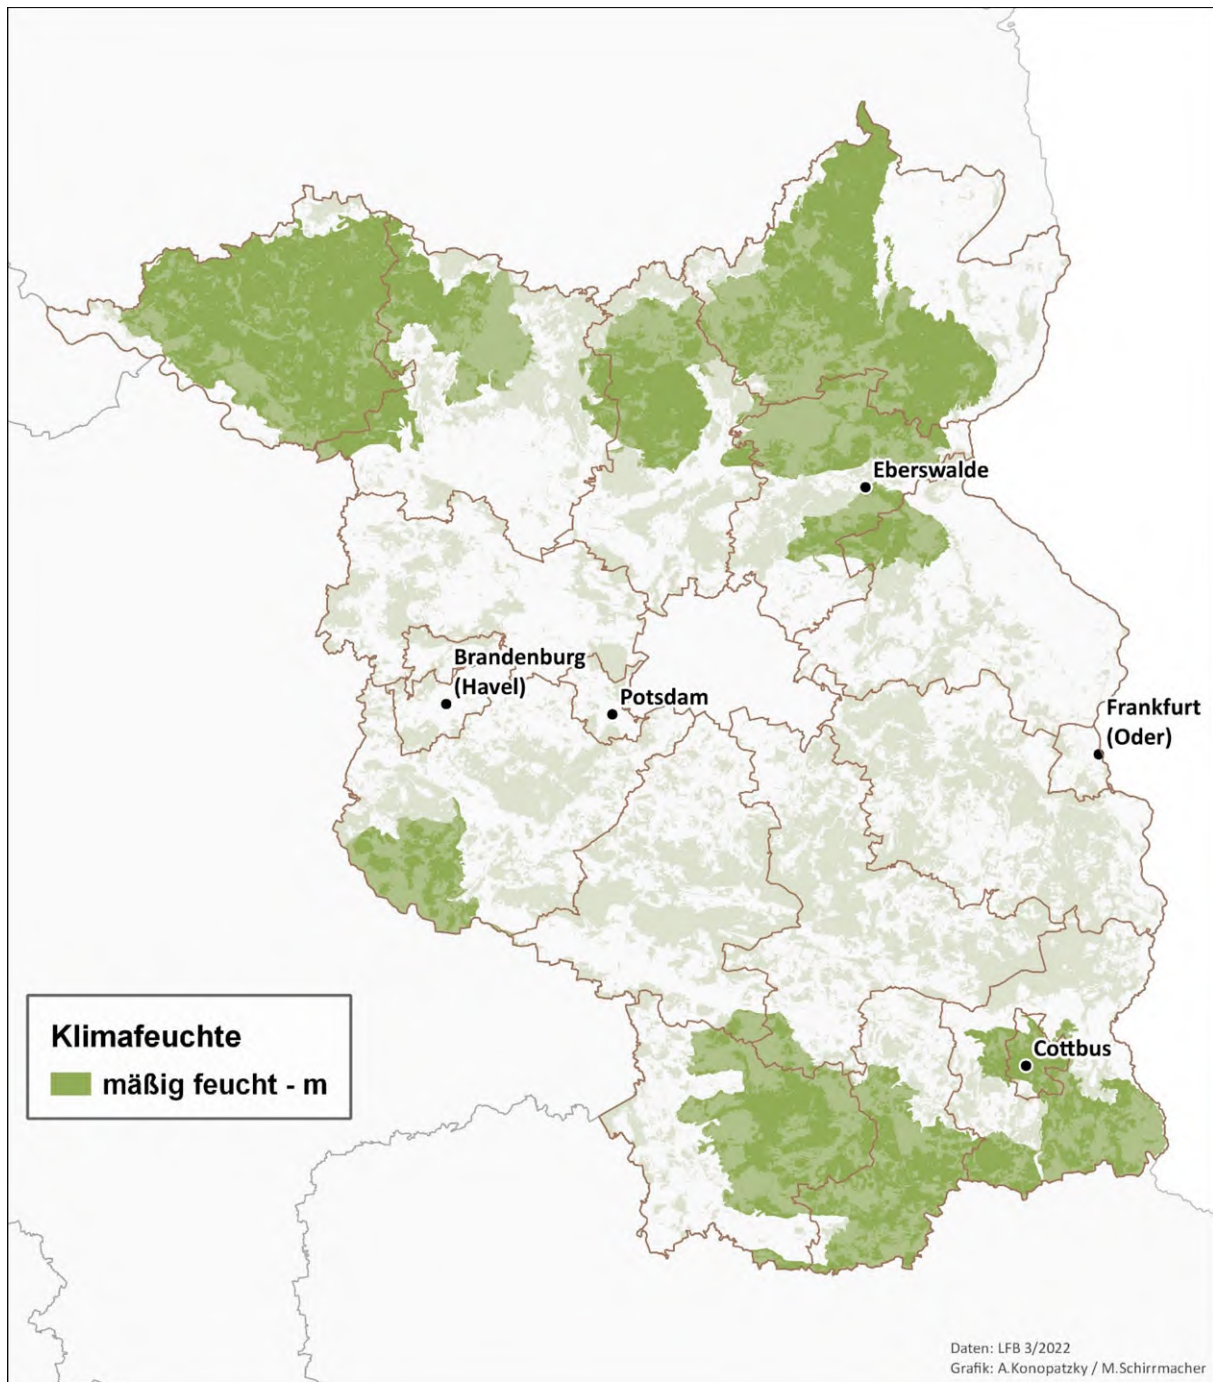 Eberswalde
Brandenburg
(Havel)
Potsdam
Frankfurt
(Oder)
Cottbus
Klimafeuchte
mäßig feucht - m
Daten: LFB 3/2022
Grafik: A.Konopatzky / M.Schirrmacher